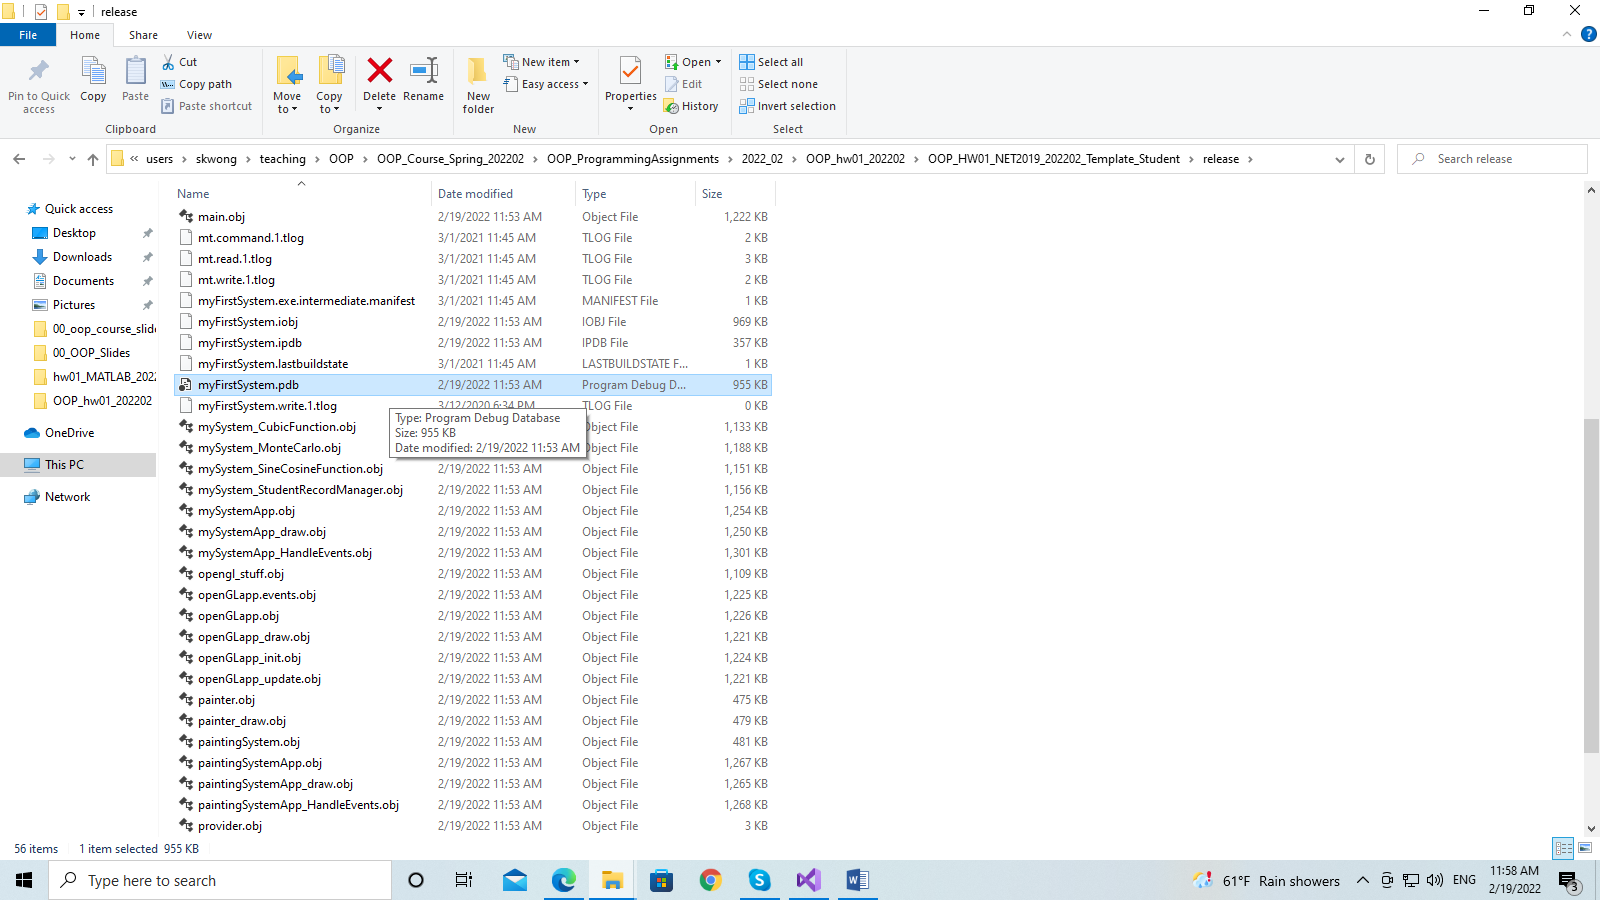 release
File Home Share View
Pin to Quick access
Copy
Paste
Cut
Copy path
Paste shortcut
Clipboard
Move to
Copy to
Delete
Rename
Organize
New folder
New item
Easy access
New
Properties
Open
Edit
History
Open
Select all
Select none
Invert selection
Select
« users › skwong › teaching › OOP › OOP_Course_Spring_202202 › OOP_ProgrammingAssignments › 2022_02 › OOP_hw01_202202 › OOP_HW01_NET2019_202202_Template_Student › release ›
Search release
Quick access
Desktop
Downloads
Documents
Pictures
00_oop_course_slide
00_OOP_Slides
hw01_MATLAB_2022
OOP_hw01_202202
OneDrive
This PC
Network
Name Date modified Type Size
main.obj 2/19/2022 11:53 AM Object File 1,222 KB
mt.command.1.tlog 3/1/2021 11:45 AM TLOG File 2 KB
mt.read.1.tlog 3/1/2021 11:45 AM TLOG File 3 KB
mt.write.1.tlog 3/1/2021 11:45 AM TLOG File 2 KB
myFirstSystem.exe.intermediate.manifest 3/1/2021 11:45 AM MANIFEST File 1 KB
myFirstSystem.iobj 2/19/2022 11:53 AM IOBJ File 969 KB
myFirstSystem.ipdb 2/19/2022 11:53 AM IPDB File 357 KB
myFirstSystem.lastbuildstate 3/1/2021 11:45 AM LASTBUILDSTATE F... 1 KB
myFirstSystem.pdb 2/19/2022 11:53 AM Program Debug D... 955 KB
myFirstSystem.write.1.tlog 3/12/2020 6:34 PM TLOG File 0 KB
Type: Program Debug Database
Size: 955 KB
Date modified: 2/19/2022 11:53 AM
mySystem_CubicFunction.obj bject File 1,133 KB
mySystem_MonteCarlo.obj bject File 1,188 KB
mySystem_SineCosineFunction.obj 2/19/2022 11:53 AM Object File 1,151 KB
mySystem_StudentRecordManager.obj 2/19/2022 11:53 AM Object File 1,156 KB
mySystemApp.obj 2/19/2022 11:53 AM Object File 1,254 KB
mySystemApp_draw.obj 2/19/2022 11:53 AM Object File 1,250 KB
mySystemApp_HandleEvents.obj 2/19/2022 11:53 AM Object File 1,301 KB
opengl_stuff.obj 2/19/2022 11:53 AM Object File 1,109 KB
openGLapp.events.obj 2/19/2022 11:53 AM Object File 1,225 KB
openGLapp.obj 2/19/2022 11:53 AM Object File 1,226 KB
openGLapp_draw.obj 2/19/2022 11:53 AM Object File 1,221 KB
openGLapp_init.obj 2/19/2022 11:53 AM Object File 1,224 KB
openGLapp_update.obj 2/19/2022 11:53 AM Object File 1,221 KB
painter.obj 2/19/2022 11:53 AM Object File 475 KB
painter_draw.obj 2/19/2022 11:53 AM Object File 479 KB
paintingSystem.obj 2/19/2022 11:53 AM Object File 481 KB
paintingSystemApp.obj 2/19/2022 11:53 AM Object File 1,267 KB
paintingSystemApp_draw.obj 2/19/2022 11:53 AM Object File 1,265 KB
paintingSystemApp_HandleEvents.obj 2/19/2022 11:53 AM Object File 1,268 KB
provider.obj 2/19/2022 11:53 AM Object File 3 KB
56 items 1 item selected 955 KB
Type here to search
61°F Rain showers
ENG
11:58 AM
2/19/2022
3